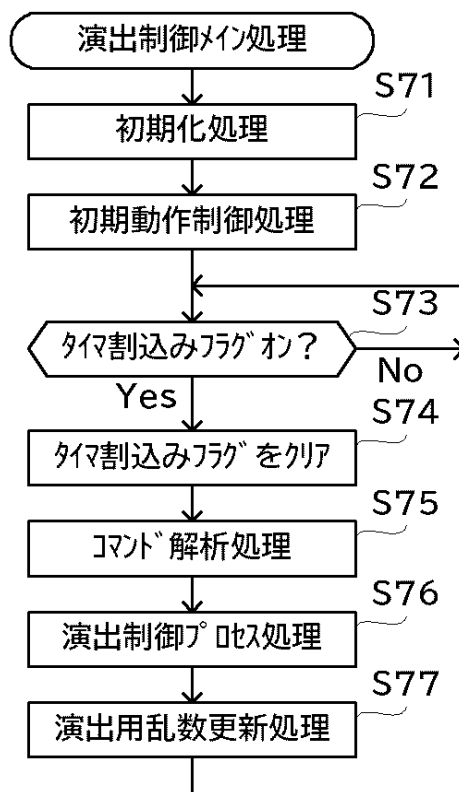 演出制御ﾒｲﾝ処理
S71
初期化処理
S72
初期動作制御処理
S73
ﾀｲﾏ割込みﾌﾗｸﾞｵﾝ？
No
Yes
S74
ﾀｲﾏ割込みﾌﾗｸﾞをｸﾘｱ
S75
ｺﾏﾝﾄﾞ解析処理
S76
演出制御ﾌﾟﾛｾｽ処理
S77
演出用乱数更新処理